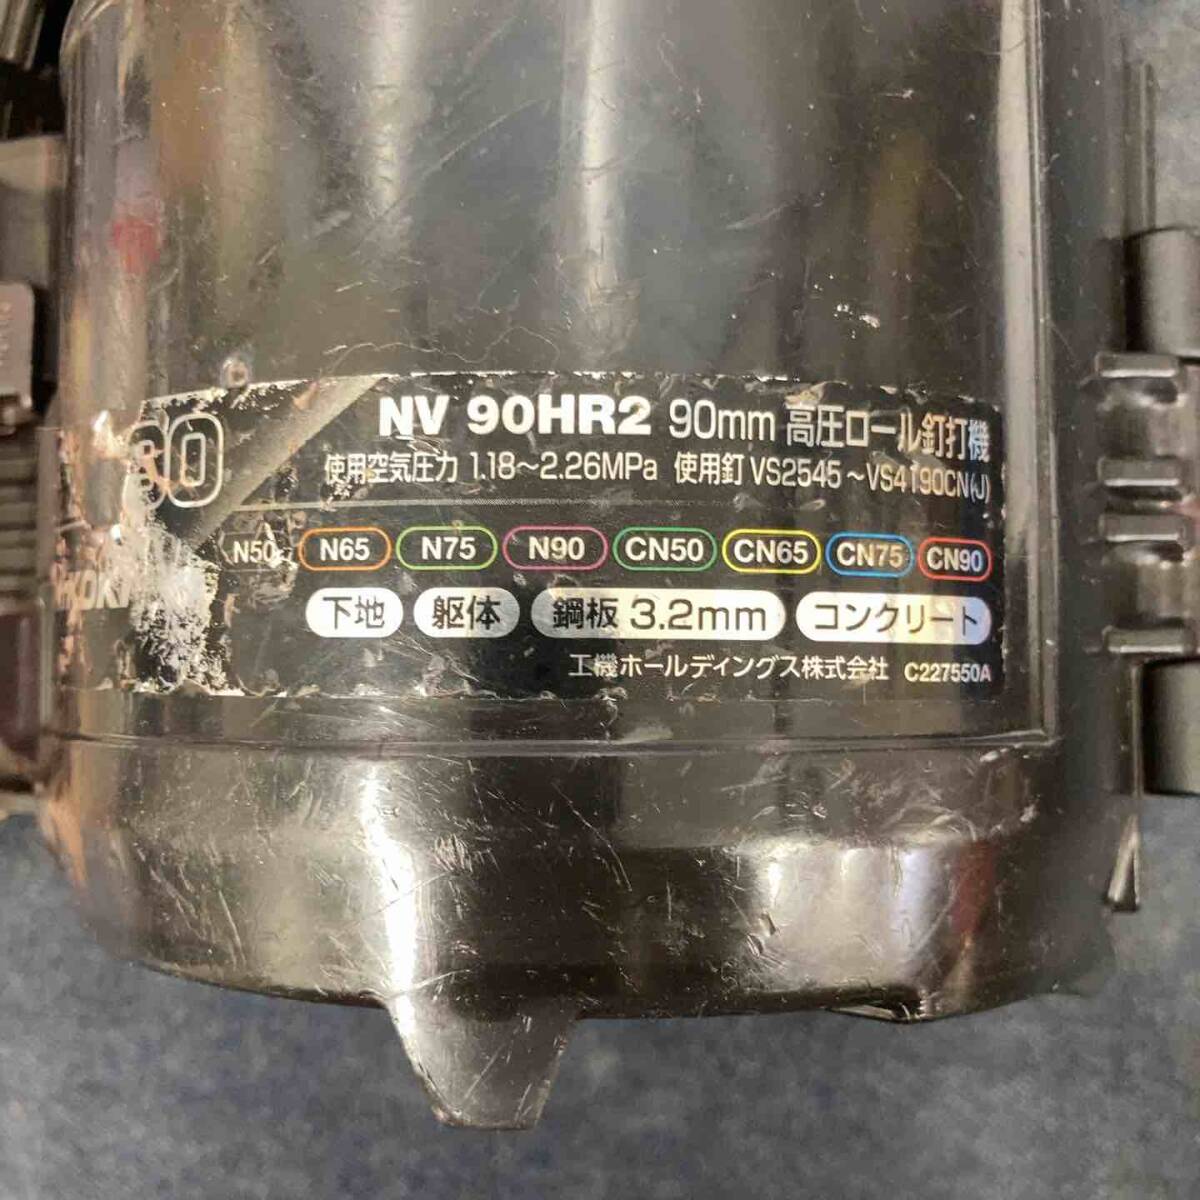 NV 90HR2 90mm 高圧ロール釘打機
90
使用空気圧力 1.18～2.26MPa 使用釘 VS2545～VS4190CN(J)
N50 N65 N75 N90 CN50 CN65 CN75 CN90
下地 躯体 鋼板 3.2mm コンクリート
工機ホールディングス株式会社 C227550A